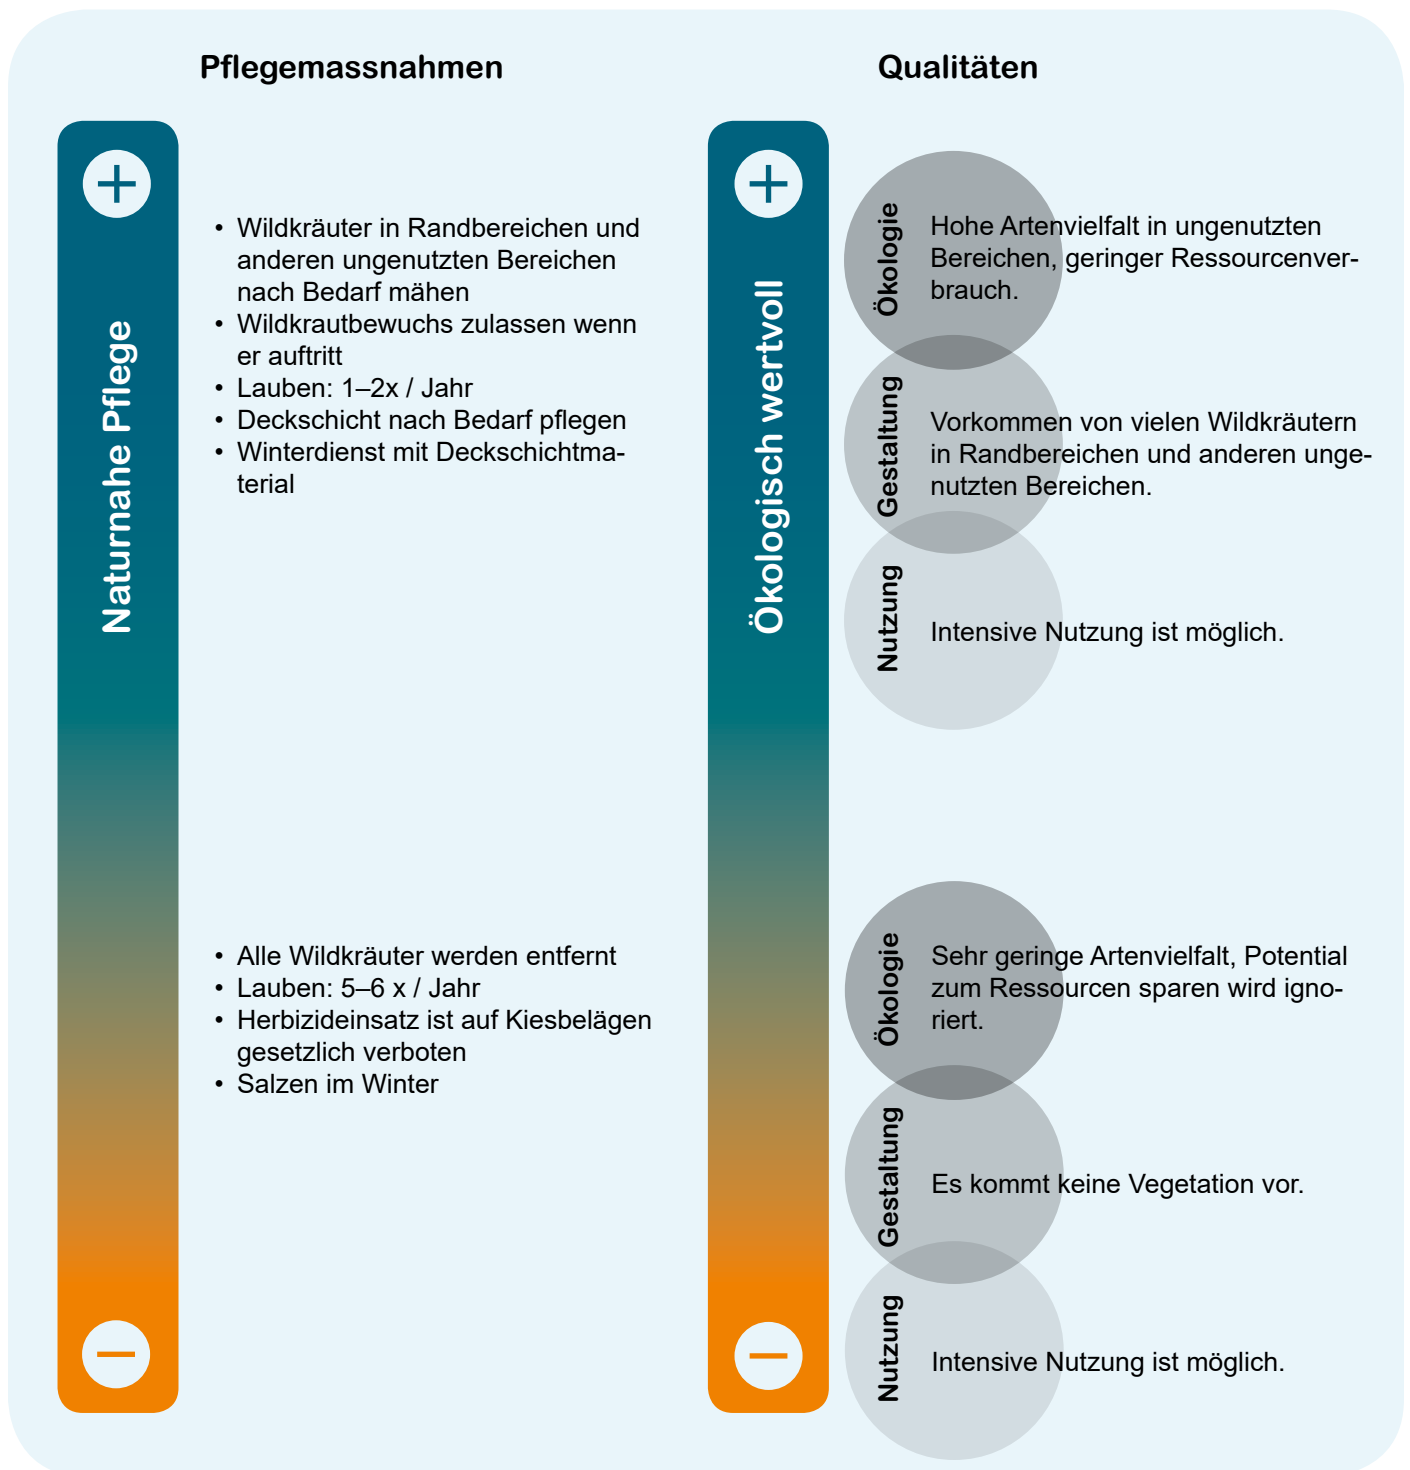 Pflegemassnahmen
Naturnahe Pflege
• Wildkräuter in Randbereichen und
anderen ungenutzten Bereichen
nach Bedarf mähen
• Wildkrautbewuchs zulassen wenn
er auftritt
• Lauben: 1–2x / Jahr
• Deckschicht nach Bedarf pflegen
• Winterdienst mit Deckschichtma-
terial
• Alle Wildkräuter werden entfernt
• Lauben: 5–6 x / Jahr
• Herbizideinsatz ist auf Kiesbelägen
gesetzlich verboten
• Salzen im Winter
Qualitäten
Ökologisch wertvoll
Ökologie
Hohe Artenvielfalt in ungenutzten
Bereichen, geringer Ressourcenver-
brauch.
Gestaltung
Vorkommen von vielen Wildkräutern
in Randbereichen und anderen unge-
nutzten Bereichen.
Nutzung
Intensive Nutzung ist möglich.
Ökologie
Sehr geringe Artenvielfalt, Potential
zum Ressourcen sparen wird igno-
riert.
Gestaltung
Es kommt keine Vegetation vor.
Nutzung
Intensive Nutzung ist möglich.